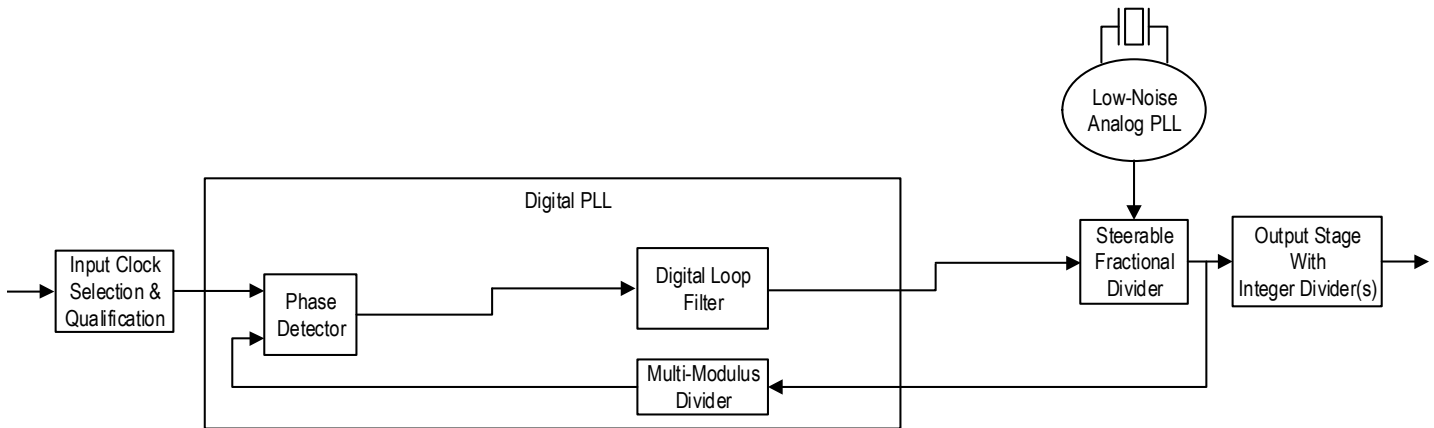 Low-Noise
Analog PLL
Digital PLL
Input Clock
Selection &
Qualification
Phase
Detector
Digital Loop
Filter
Multi-Modulus
Divider
Steerable
Fractional
Divider
Output Stage
With
Integer Divider(s)